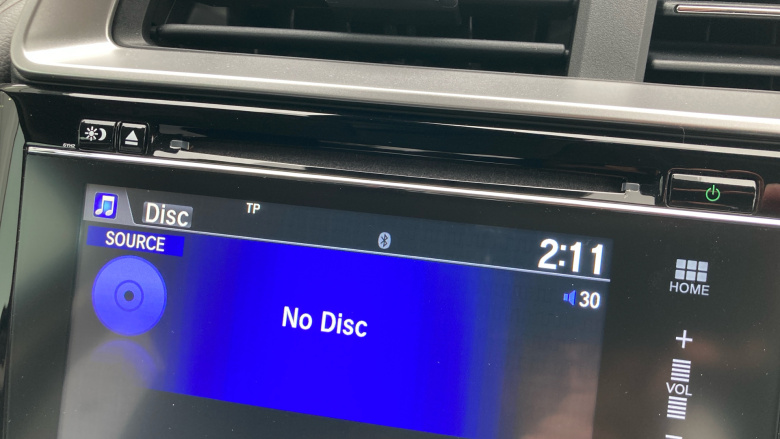 Disc
TP
2:11
SOURCE
30
No Disc
HOME
+
VOL